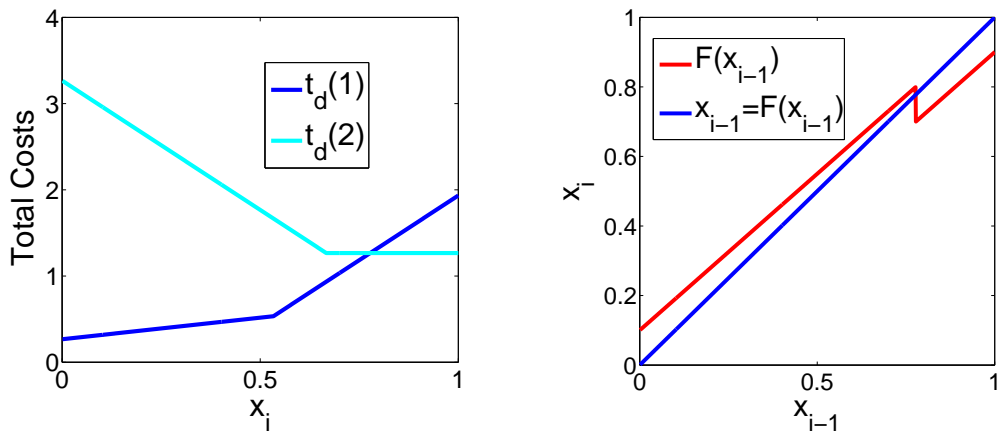 4
3
2
1
0
0
0.5
1
Total Costs
x_i
t_d(1)
t_d(2)
1
0.8
0.6
0.4
0.2
0
0
0.5
1
x_i
x_{i−1}
F(x_{i−1})
x_{i−1}=F(x_{i−1})